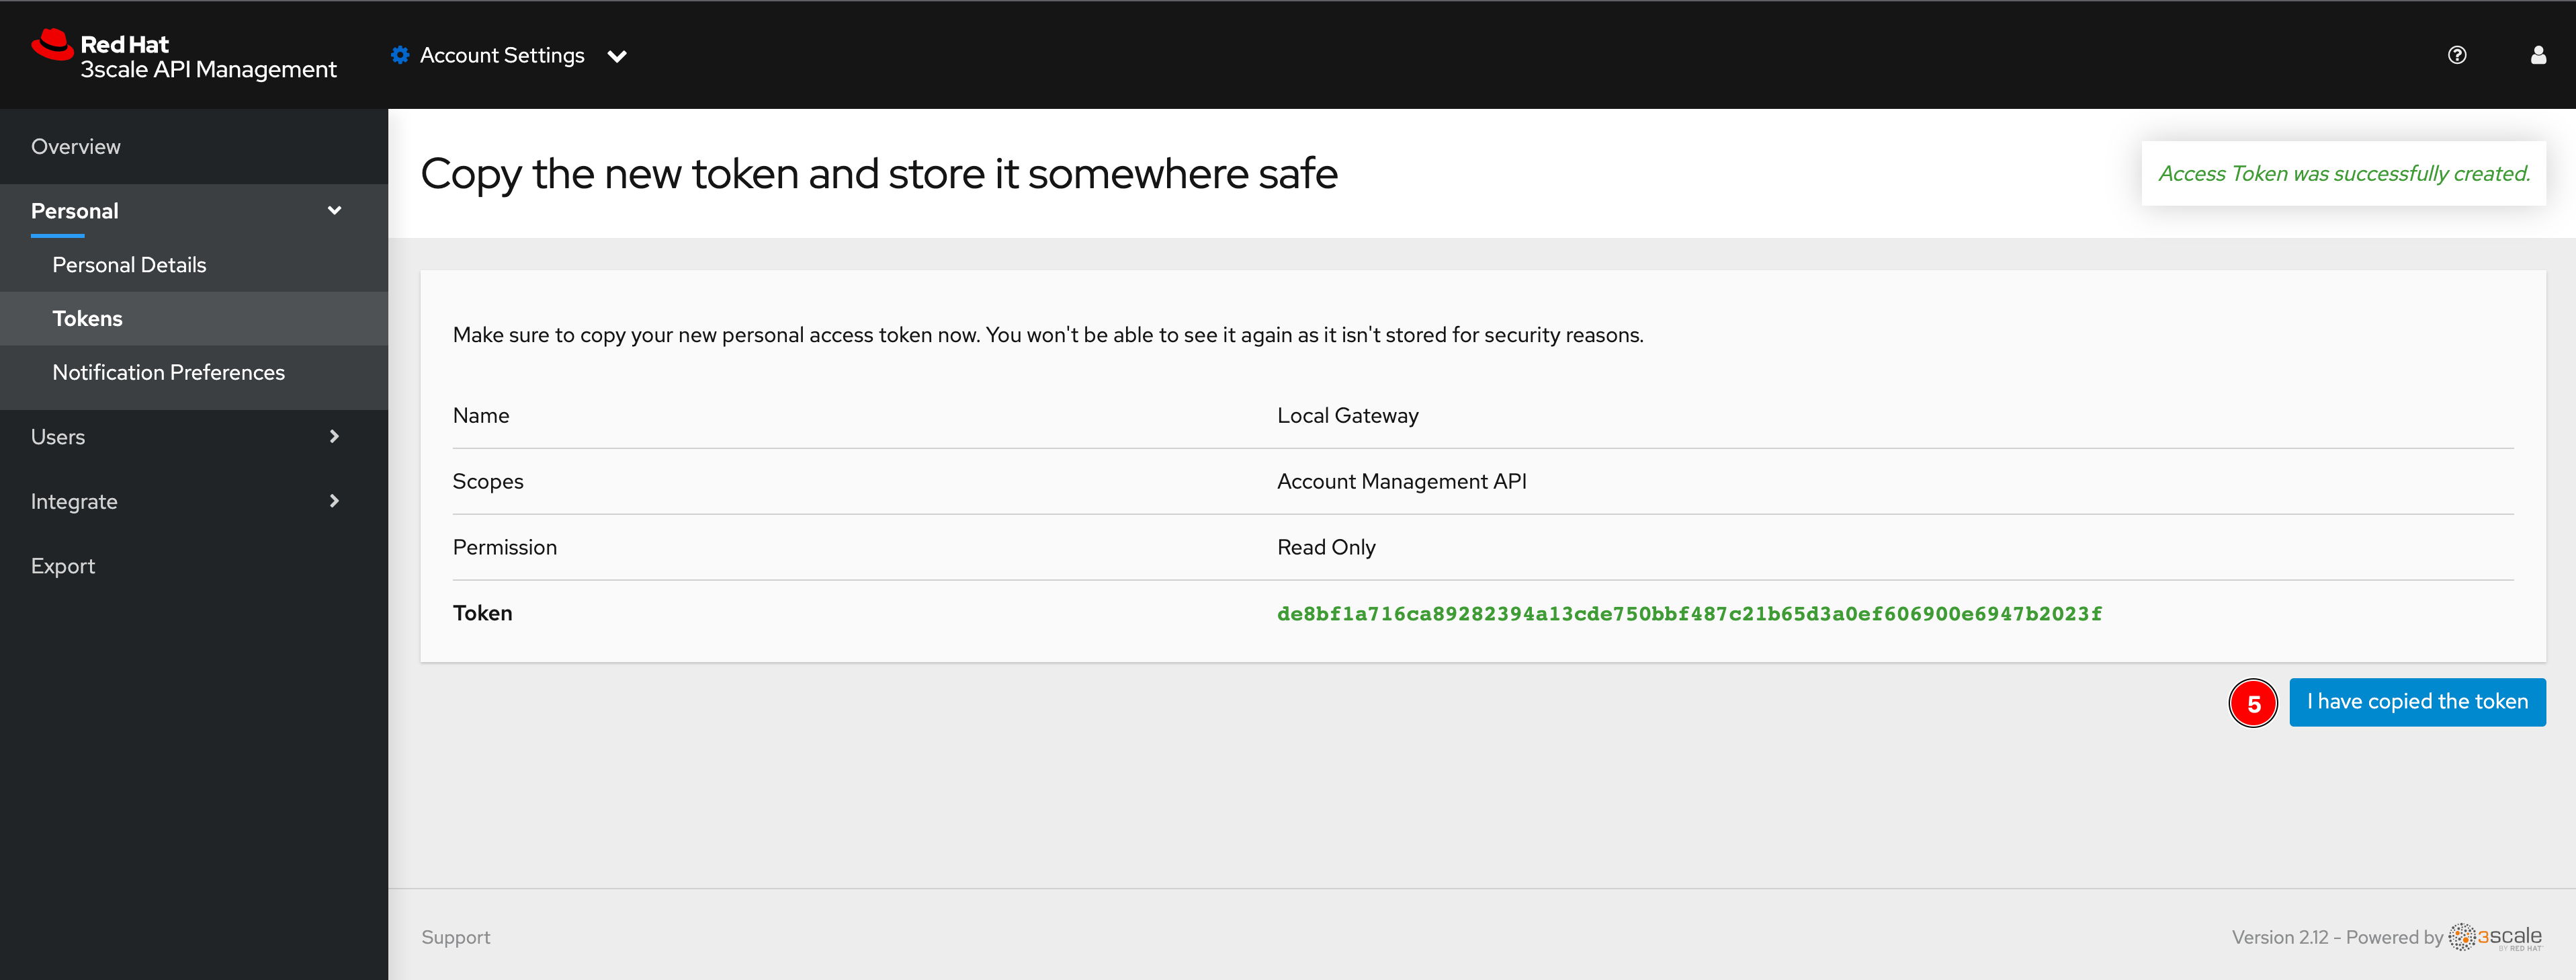 Red Hat
3scale API Management
Account Settings
Overview
Personal
Personal Details
Tokens
Notification Preferences
Users
Integrate
Export
Copy the new token and store it somewhere safe
Access Token was successfully created.
Make sure to copy your new personal access token now. You won't be able to see it again as it isn't stored for security reasons.
Name Local Gateway
Scopes Account Management API
Permission Read Only
Token de8bf1a716ca89282394a13cde750bbf487c21b65d3a0ef606900e6947b2023f
5 I have copied the token
Support
Version 2.12 - Powered by 3scale
BY RED HAT